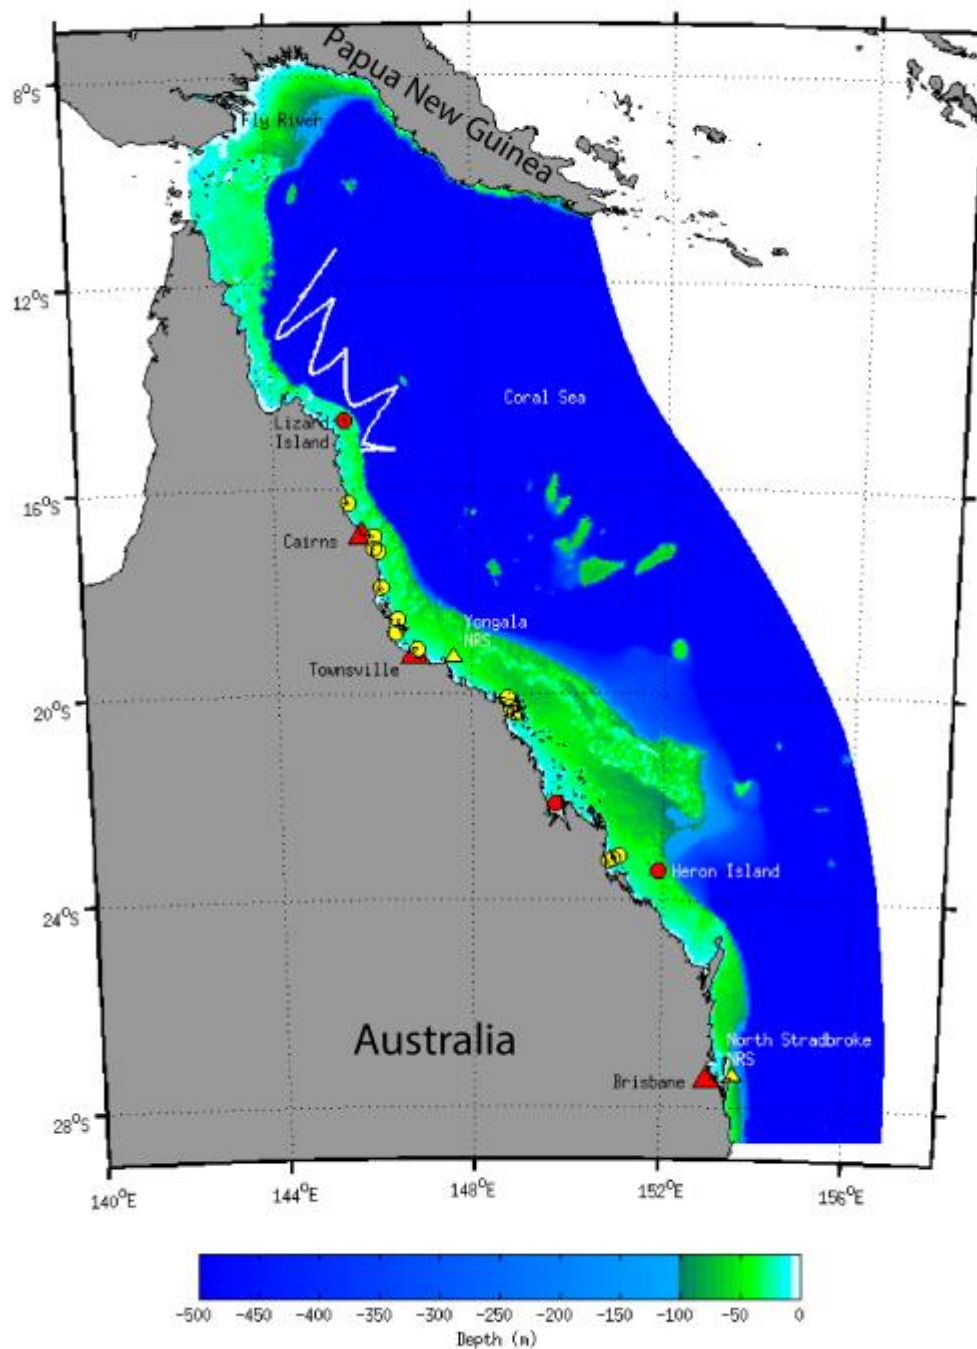 Papua New Guinea
8°S
Fly River
12°S
Coral Sea
Lizard
Island
16°S
Cairns
Yongala
NRS
Townsville
20°S
Heron Island
24°S
Australia
North Stradbroke
NRS
Brisbane
28°S
140°E
144°E
148°E
152°E
156°E
-500
-450
-400
-350
-300
-250
-200
-150
-100
-50
0
Depth (m)